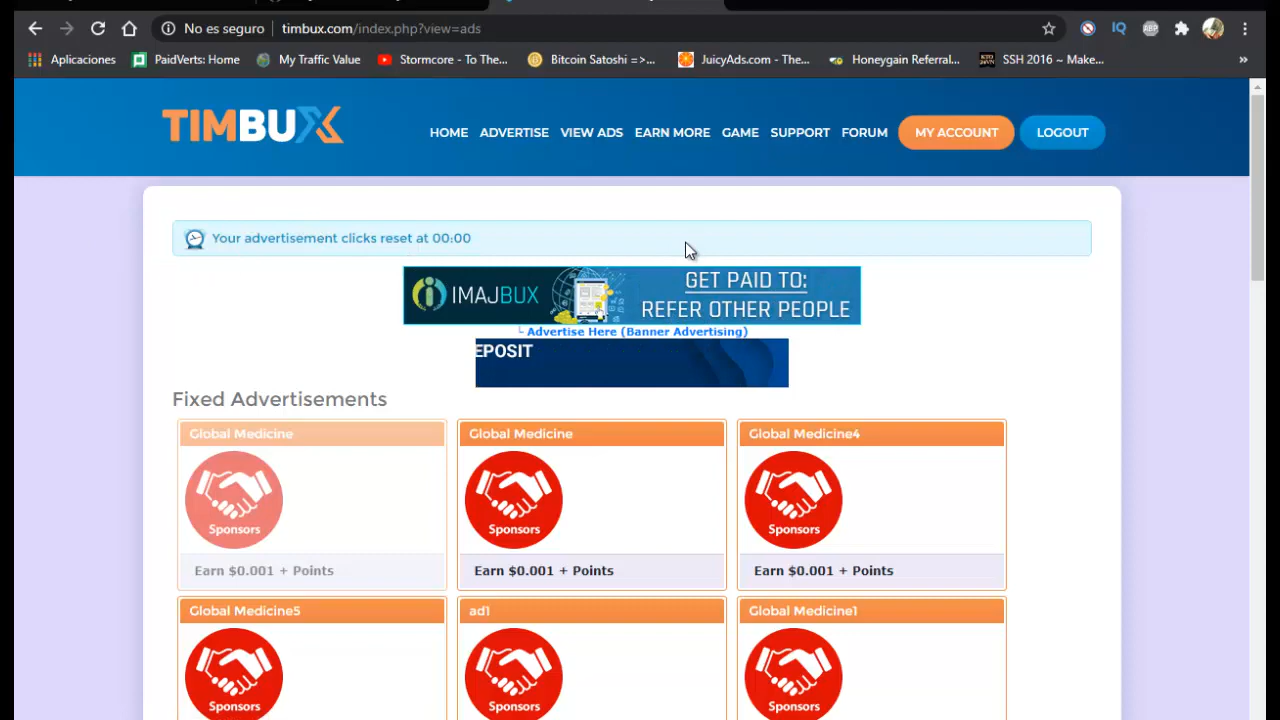 No es seguro
timbux.com/index.php?view=ads
IQ
ABP
Aplicaciones
PaidVerts: Home
My Traffic Value
Stormcore - To The...
Bitcoin Satoshi =>...
JuicyAds.com - The...
Honeygain Referral...
SSH 2016 ~ Make...
»
TIMBUX
HOME
ADVERTISE
VIEW ADS
EARN MORE
GAME
SUPPORT
FORUM
MY ACCOUNT
LOGOUT
Your advertisement clicks reset at 00:00
IMAJBUX
GET PAID TO:
REFER OTHER PEOPLE
└ Advertise Here (Banner Advertising)
EPOSIT
Fixed Advertisements
Global Medicine
Sponsors
Earn $0.001 + Points
Global Medicine
Sponsors
Earn $0.001 + Points
Global Medicine4
Sponsors
Earn $0.001 + Points
Global Medicine5
Sponsors
ad1
Sponsors
Global Medicine1
Sponsors